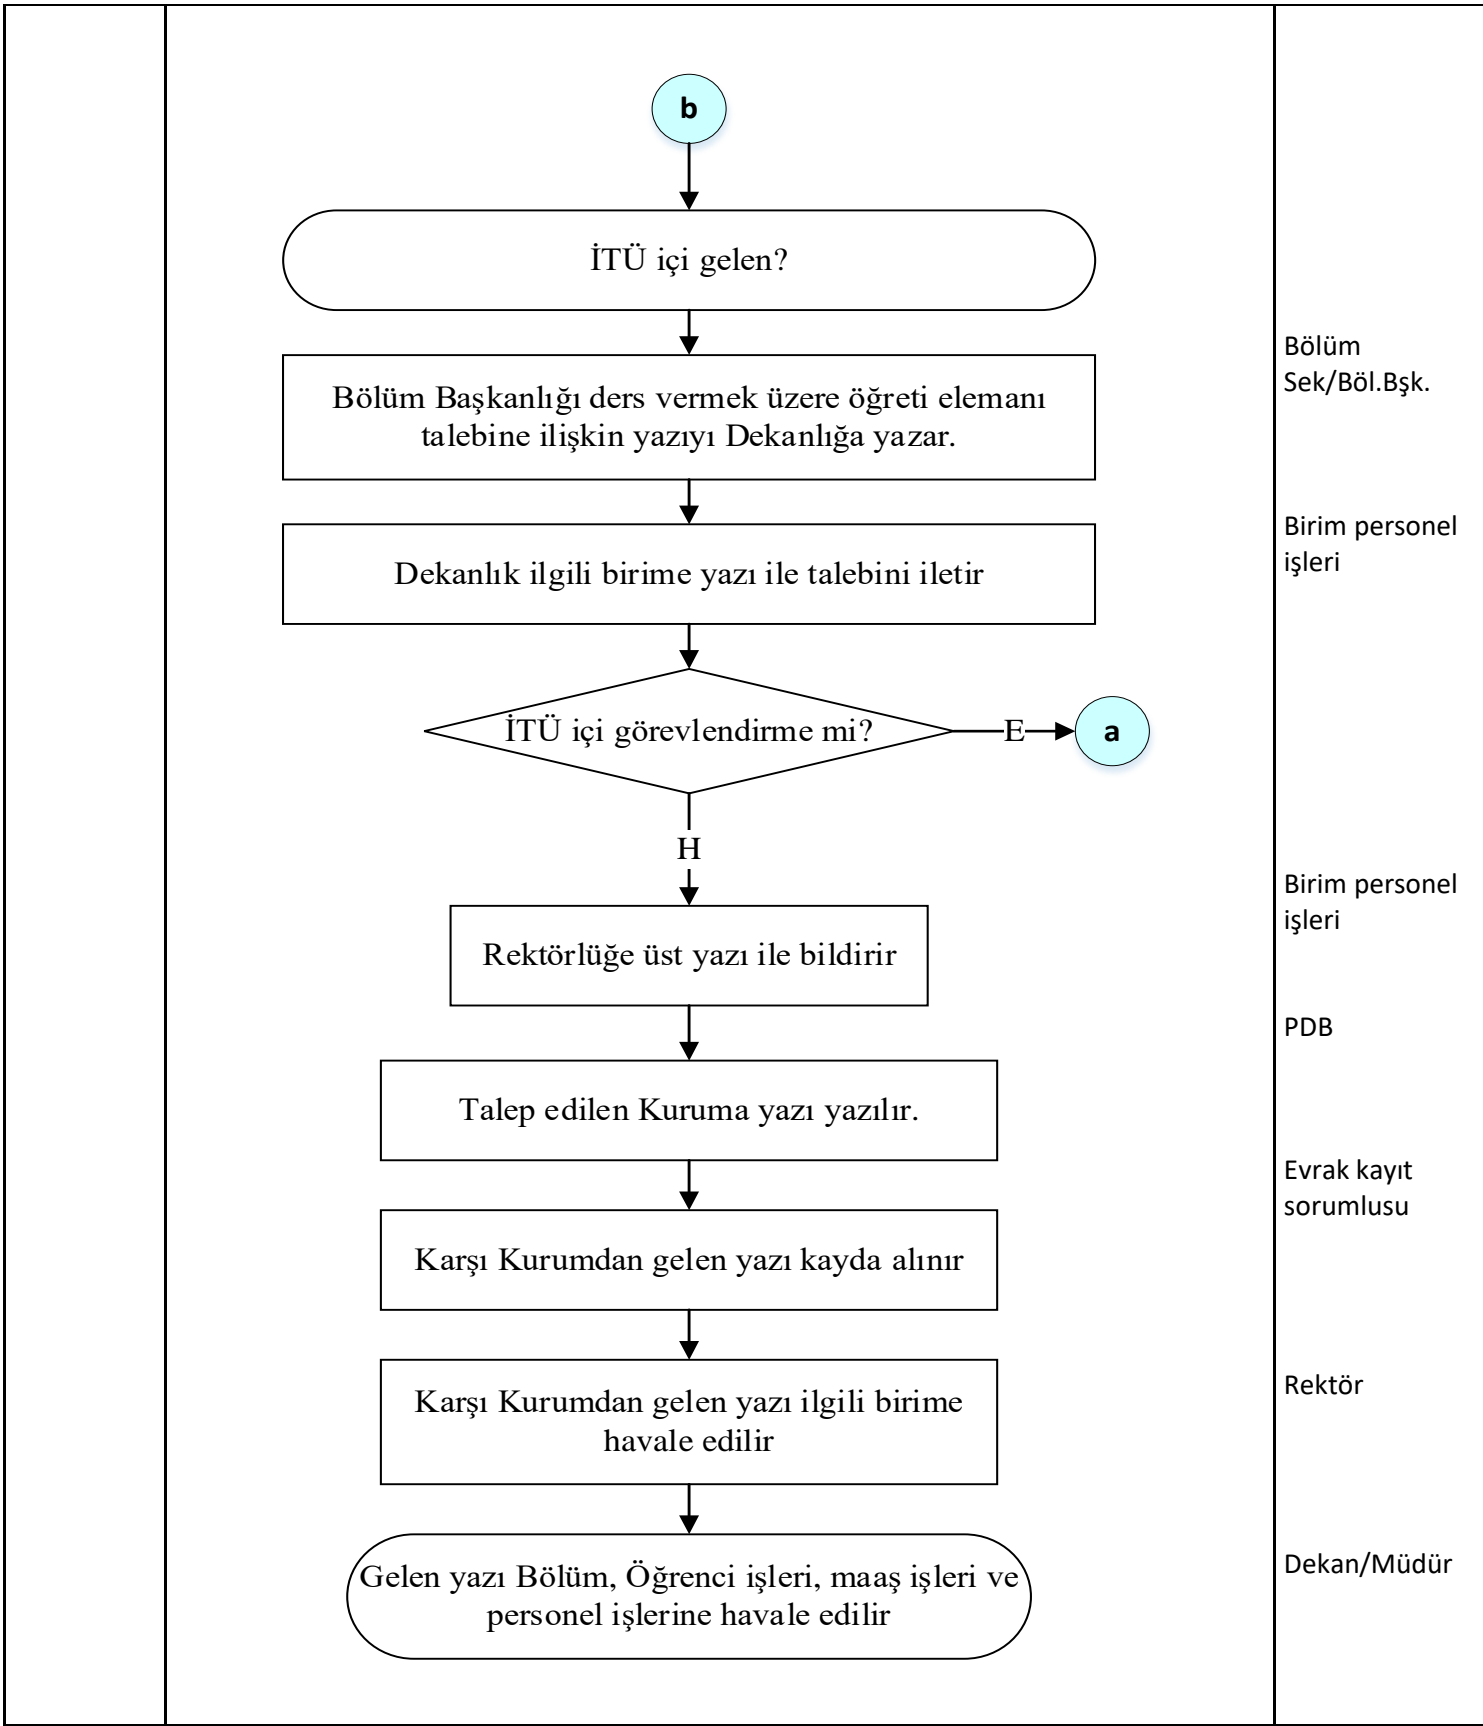 b
İTÜ içi gelen?
Bölüm
Sek/Böl.Bşk.
Bölüm Başkanlığı ders vermek üzere öğreti elemanı
talebine ilişkin yazıyı Dekanlığa yazar.
Birim personel
işleri
Dekanlık ilgili birime yazı ile talebini iletir
İTÜ içi görevlendirme mi?
E
a
H
Birim personel
işleri
Rektörlüğe üst yazı ile bildirir
PDB
Talep edilen Kuruma yazı yazılır.
Evrak kayıt
sorumlusu
Karşı Kurumdan gelen yazı kayda alınır
Rektör
Karşı Kurumdan gelen yazı ilgili birime
havale edilir
Dekan/Müdür
Gelen yazı Bölüm, Öğrenci işleri, maaş işleri ve
personel işlerine havale edilir